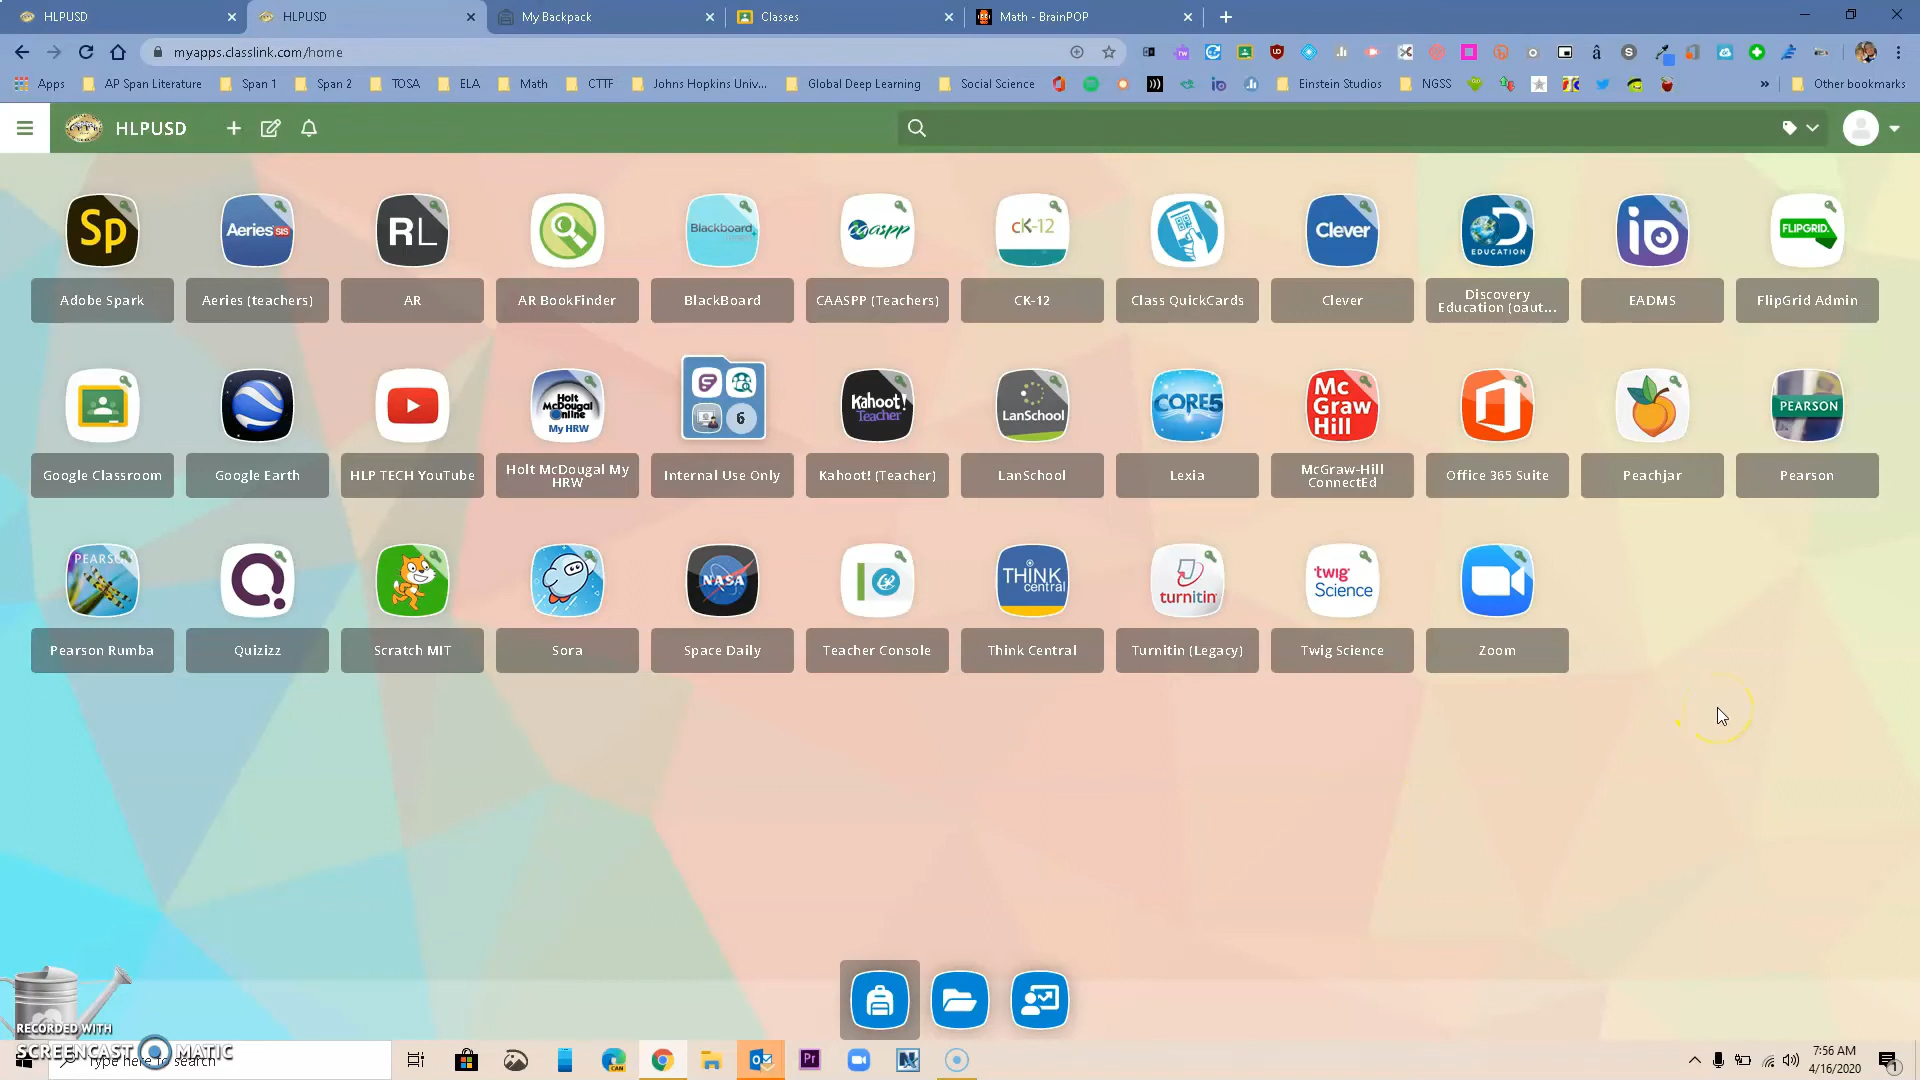 HLPUSD
HLPUSD
My Backpack
Classes
Math - BrainPOP
myapps.classlink.com/home
Apps
AP Span Literature
Span 1
Span 2
TOSA
ELA
Math
CTTF
Johns Hopkins Univ...
Global Deep Learning
Social Science
Einstein Studios
NGSS
»
Other bookmarks
HLPUSD
Sp
Aeries SIS
RL
Blackboard
caaspp
cK-12
Clever
D
EDUCATION
io
FLIPGRID.
Adobe Spark
Aeries (teachers)
AR
AR BookFinder
BlackBoard
CAASPP (Teachers)
CK-12
Class QuickCards
Clever
Discovery
Education (oaut...
EADMS
FlipGrid Admin
Holt
McDougal
Online
My HRW
6
Kahoot!
Teacher
LanSchool
CORE5
Mc
Graw
Hill
PEARSON
Google Classroom
Google Earth
HLP TECH YouTube
Holt McDougal My
HRW
Internal Use Only
Kahoot! (Teacher)
LanSchool
Lexia
McGraw-Hill
ConnectEd
Office 365 Suite
Peachjar
Pearson
PEARSON
NASA
THiNK
central
turnitin
twig
Science
Pearson Rumba
Quizizz
Scratch MIT
Sora
Space Daily
Teacher Console
Think Central
Turnitin (Legacy)
Twig Science
Zoom
RECORDED WITH
SCREENCAST MATIC
Type here to search
CAN
Pr
7:56 AM
4/16/2020
1